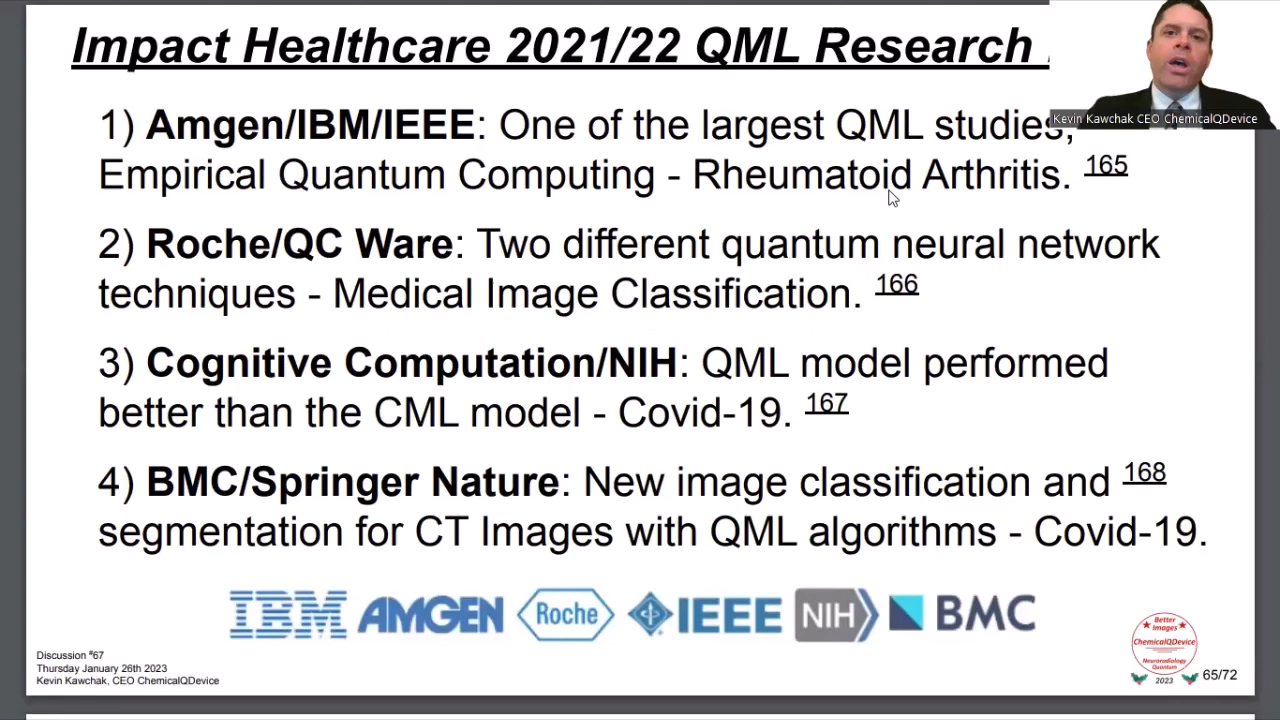 Impact Healthcare 2021/22 QML Research
Kevin Kawchak CEO ChemicalQDevice
1) Amgen/IBM/IEEE: One of the largest QML studies,
Empirical Quantum Computing - Rheumatoid Arthritis. 165
2) Roche/QC Ware: Two different quantum neural network
techniques - Medical Image Classification. 166
3) Cognitive Computation/NIH: QML model performed
better than the CML model - Covid-19. 167
4) BMC/Springer Nature: New image classification and 168
segmentation for CT Images with QML algorithms - Covid-19.
IBM AMGEN Roche IEEE NIH BMC
Better
Images
ChemicalQDevice
Neuroradiology
Quantum
2023
65/72
Discussion #67
Thursday January 26th 2023
Kevin Kawchak, CEO ChemicalQDevice